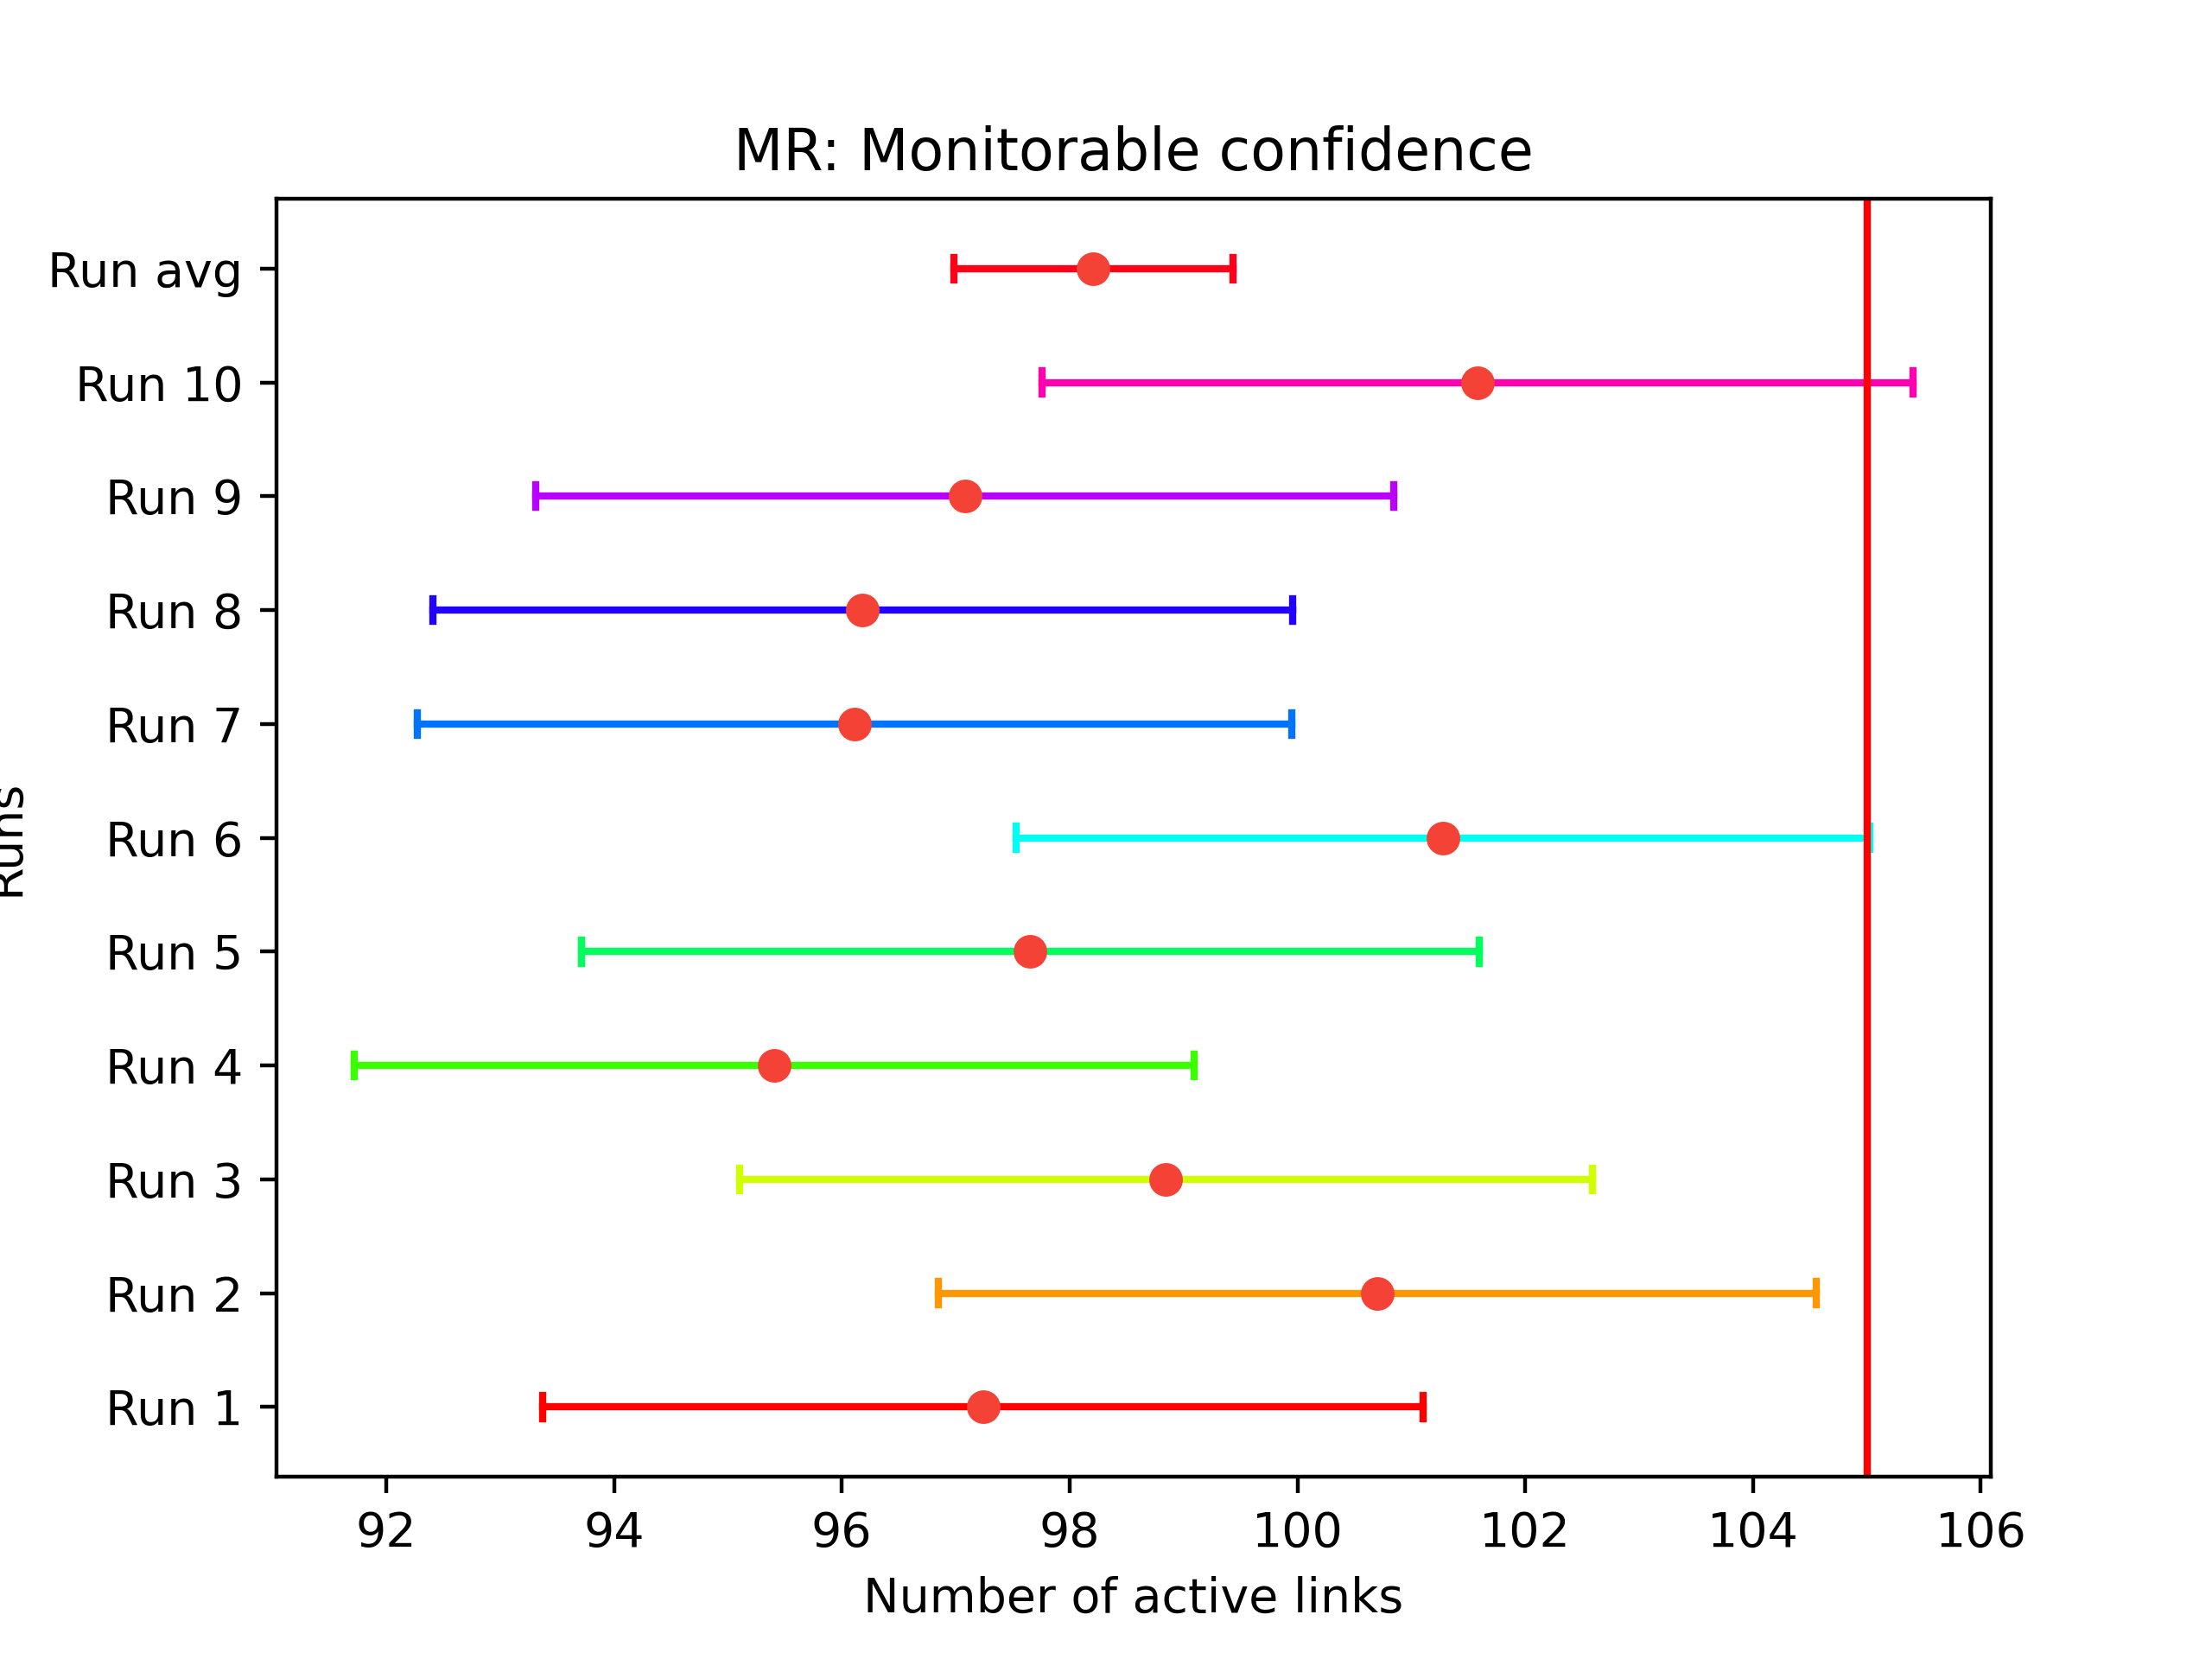 MR: Monitorable confidence
Run avg
Run 10
Run 9
Run 8
Run 7
Run 6
Run 5
Run 4
Run 3
Run 2
Run 1
Runs
92 94 96 98 100 102 104 106
Number of active links